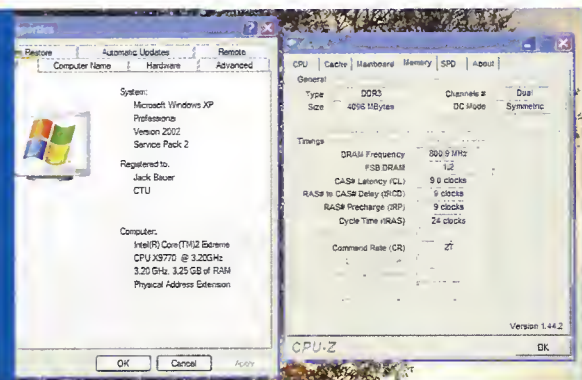 Restore Automatic Updates Remote
Computer Name Hardware Advanced
System:
Microsoft Windows XP
Professional
Version 2002
Service Pack 2
Registered to:
Jack Bauer
CTU
Computer:
Intel(R) Core(TM)2 Extreme
CPU X9770 @ 3.20GHz
3.20 GHz, 3.25 GB of RAM
Physical Address Extension
OK Cancel Apply
CPU Cache Mainboard Memory SPD About
General
Type DDR3 Channels # Dual
Size 4096 MBytes DC Mode Symmetric
Timings
DRAM Frequency 800.9 MHz
FSB:DRAM 1:2
CAS# Latency (CL) 9.0 clocks
RAS# to CAS# Delay (tRCD) 9 clocks
RAS# Precharge (tRP) 9 clocks
Cycle Time (tRAS) 24 clocks
Command Rate (CR) 2T
Version 1.44.2
CPU-Z OK